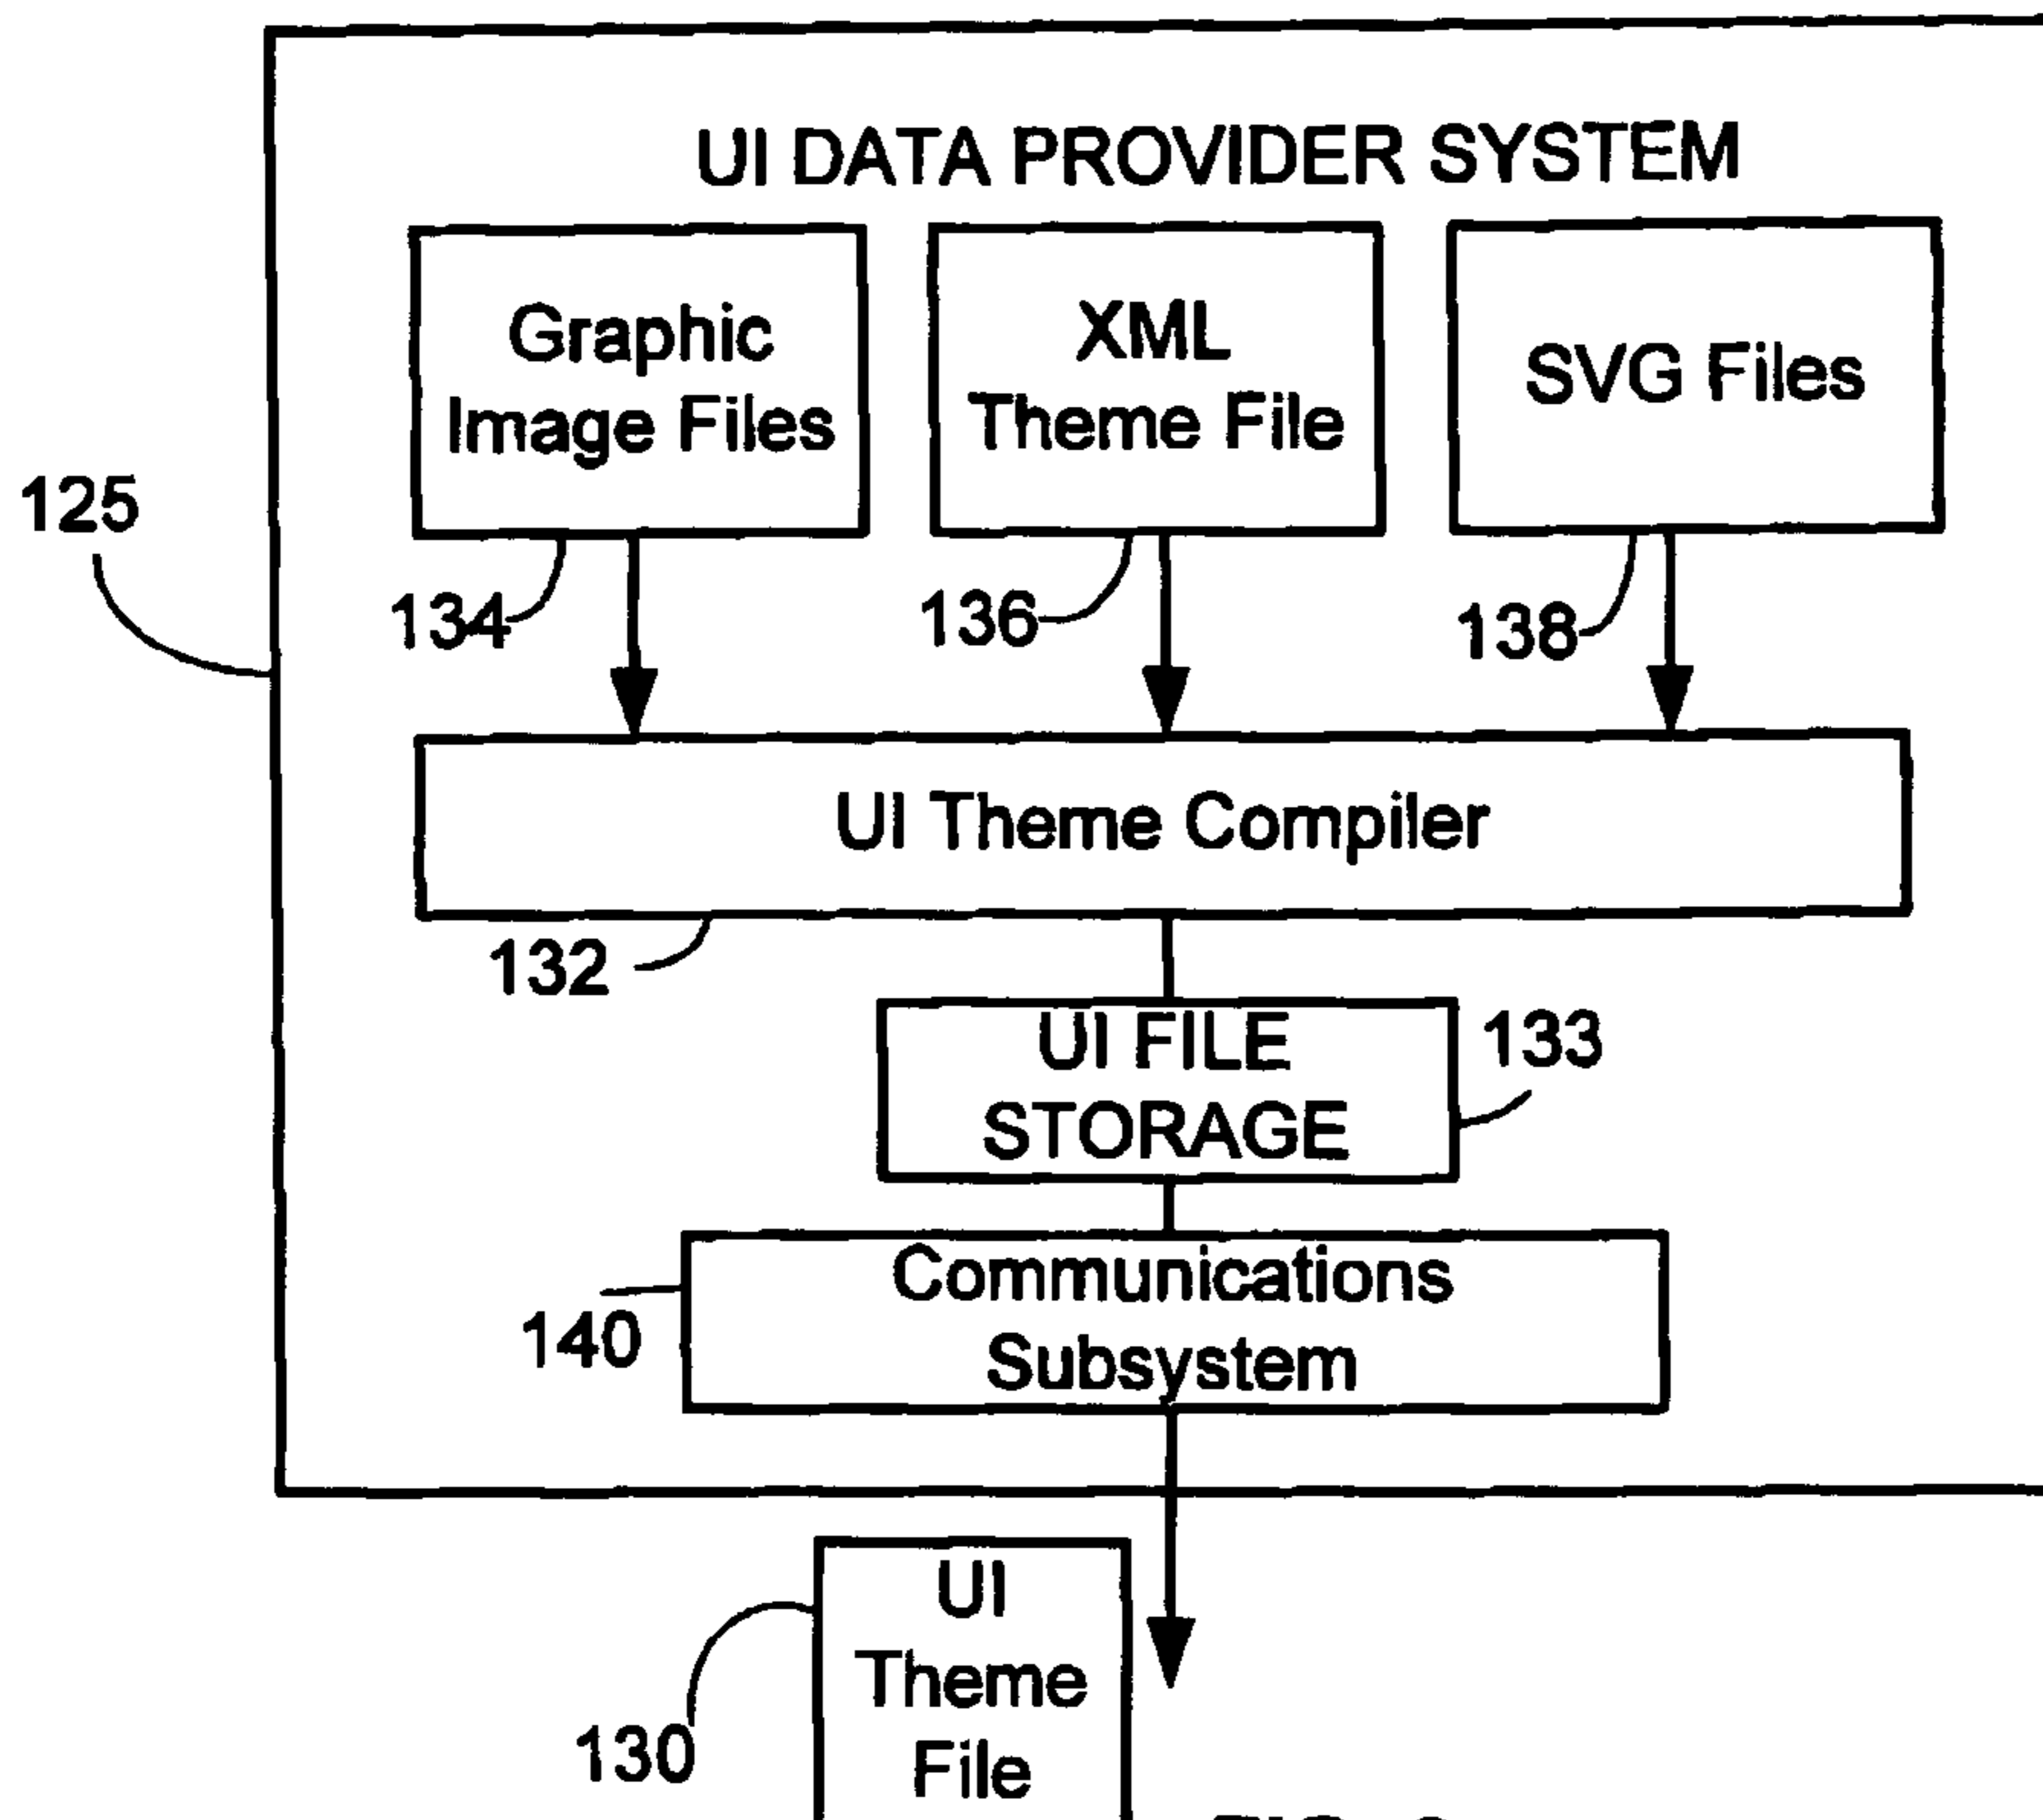 UI DATA PROVIDER SYSTEM
Graphic
Image Files
XML
Theme File
SVG Files
125
134
136
138
UI Theme Compiler
132
UI FILE
STORAGE
133
Communications
Subsystem
140
UI
Theme
File
130